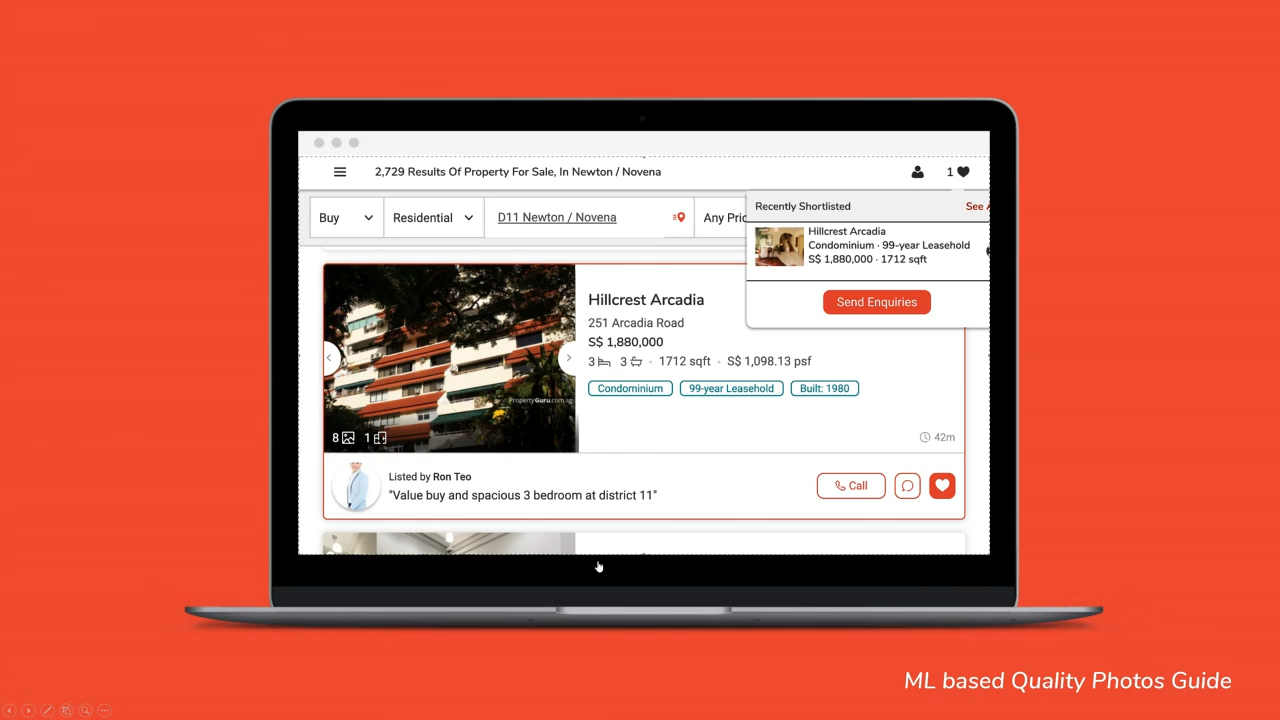 2,729 Results Of Property For Sale, In Newton / Novena
1
Buy
Residential
D11 Newton / Novena
Any Pric
Recently Shortlisted
See A
Hillcrest Arcadia
Condominium · 99-year Leasehold
S$ 1,880,000 · 1712 sqft
Send Enquiries
Hillcrest Arcadia
251 Arcadia Road
S$ 1,880,000
3 3 · 1712 sqft · S$ 1,098.13 psf
Condominium 99-year Leasehold Built: 1980
PropertyGuru.com.sg
8 1
42m
Listed by Ron Teo
"Value buy and spacious 3 bedroom at district 11"
Call
ML based Quality Photos Guide